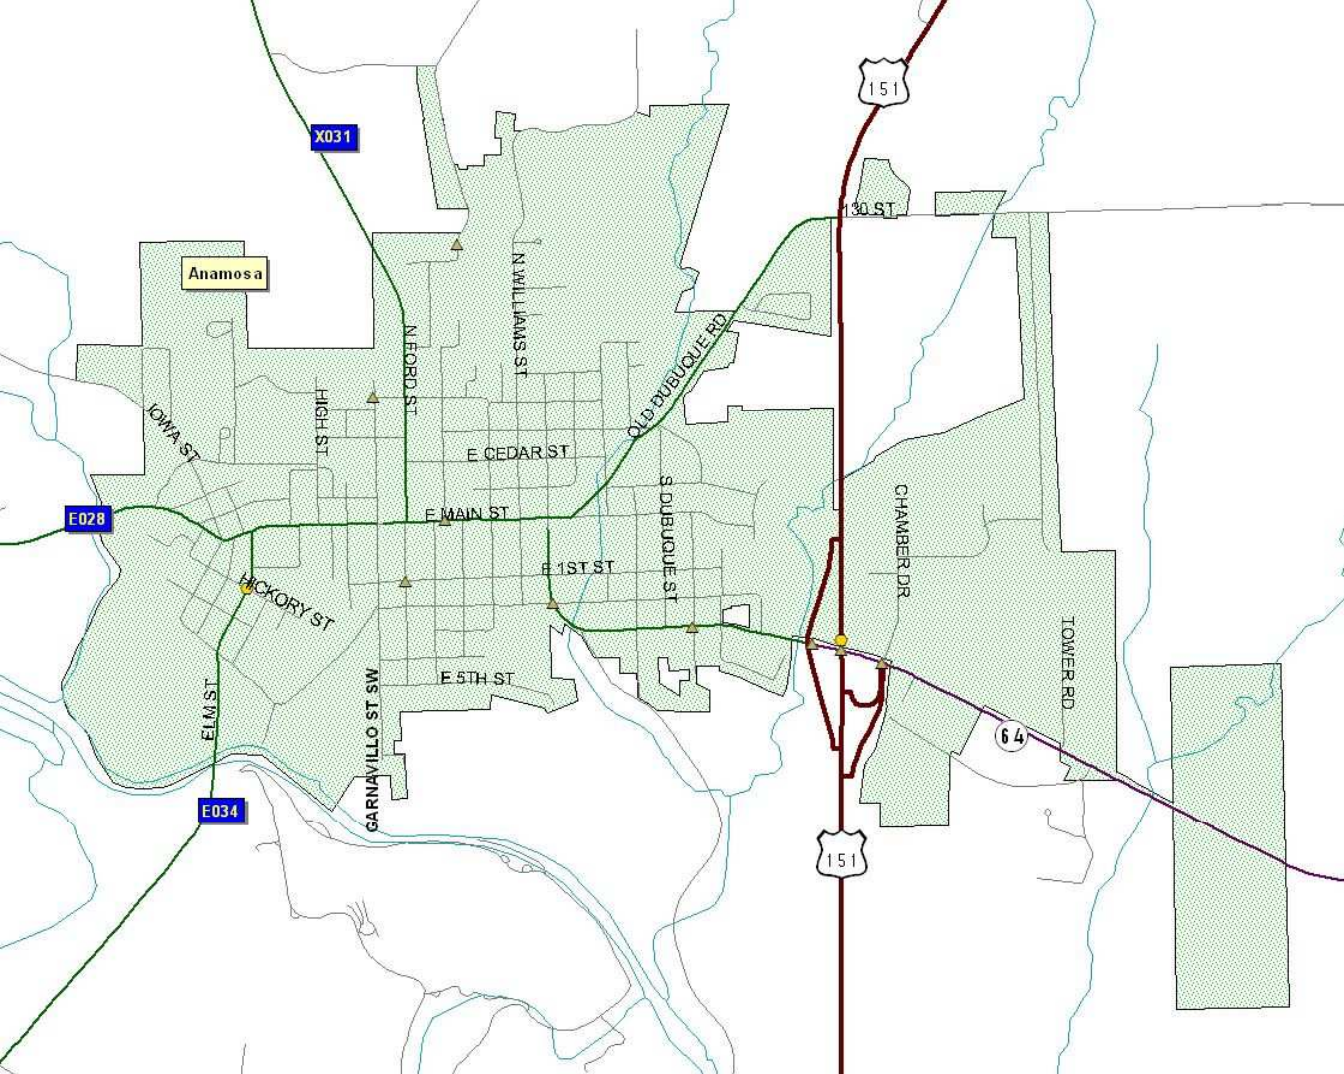 151
X031
130 ST
Anamosa
N WILLIAMS ST
N FORD ST
OLD DUBUQUE RD
HIGH ST
IOWA ST
E CEDAR ST
E028
E MAIN ST
S DUBUQUE ST
CHAMBER DR
E 1ST ST
HICKORY ST
TOWER RD
E 5TH ST
ELM ST
GARNAVILLO ST SW
64
E034
151